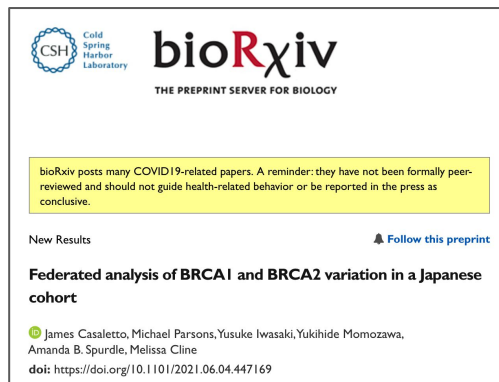 CSH
Cold
Spring
Harbor
Laboratory
bioRχiv
THE PREPRINT SERVER FOR BIOLOGY
bioRxiv posts many COVID19-related papers. A reminder: they have not been formally peer-
reviewed and should not guide health-related behavior or be reported in the press as
conclusive.
New Results
Follow this preprint
Federated analysis of BRCA1 and BRCA2 variation in a Japanese
cohort
iD James Casaletto, Michael Parsons, Yusuke Iwasaki, Yukihide Momozawa,
Amanda B. Spurdle, Melissa Cline
doi: https://doi.org/10.1101/2021.06.04.447169